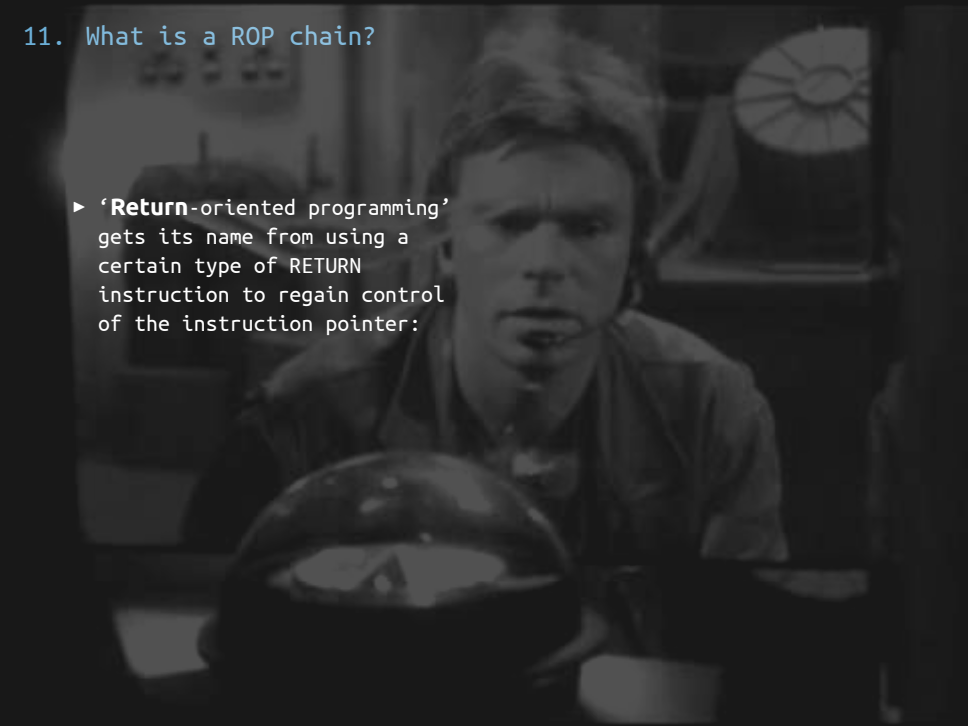 11. What is a ROP chain?
▶ ‘Return-oriented programming’
gets its name from using a
certain type of RETURN
instruction to regain control
of the instruction pointer: